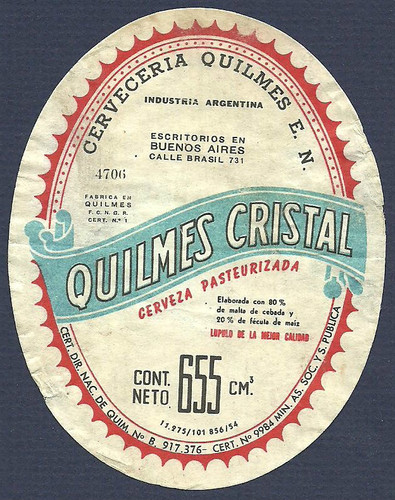 CERVECERIA QUILMES E. N.
INDUSTRIA ARGENTINA
ESCRITORIOS EN
BUENOS AIRES
CALLE BRASIL 731
4706
FABRICA EN
QUILMES
F. C. N. G. R.
CERT. N.º 1
QUILMES CRISTAL
CERVEZA PASTEURIZADA
Elaborada con 80 %
de malta de cebada y
20 % de fécula de maiz
LUPULO DE LA MEJOR CALIDAD
CONT. NETO 655 CM.³
11.275/101 856/54
CERT. DIR. NAC. DE QUIM. Nº B. 917.376- CERT. Nº 9984 MIN. AS. SOC. Y S. PUBLICA